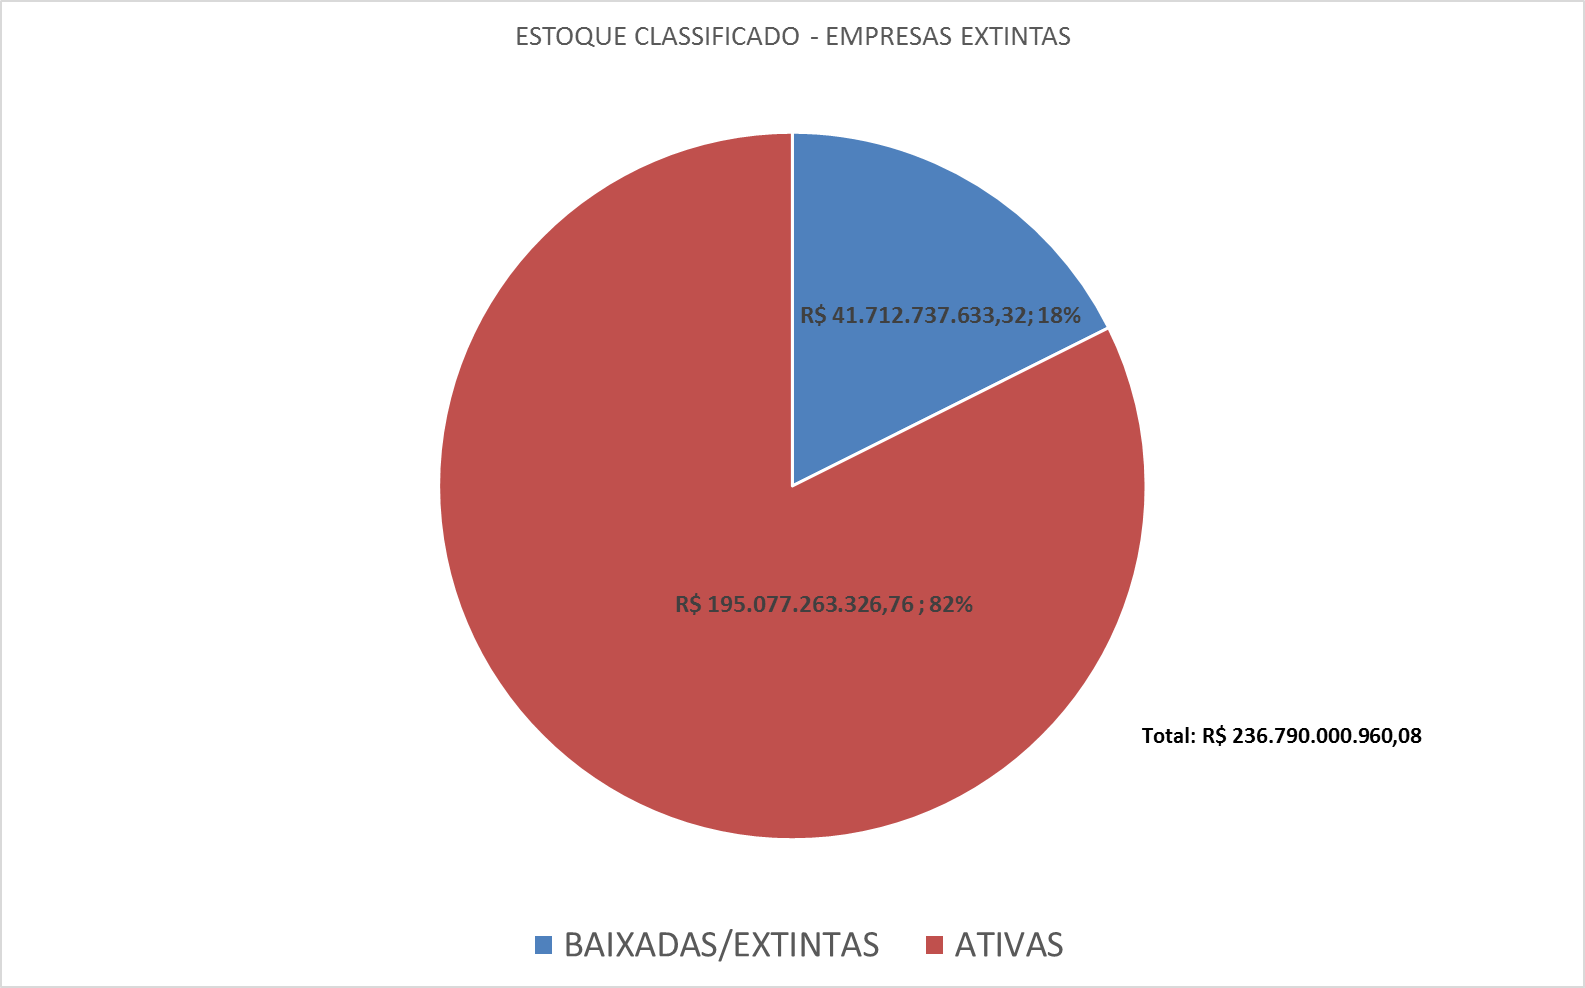 ESTOQUE CLASSIFICADO - EMPRESAS EXTINTAS
R$ 41.712.737.633,32; 18%
R$ 195.077.263.326,76 ; 82%
Total: R$ 236.790.000.960,08
BAIXADAS/EXTINTAS ATIVAS